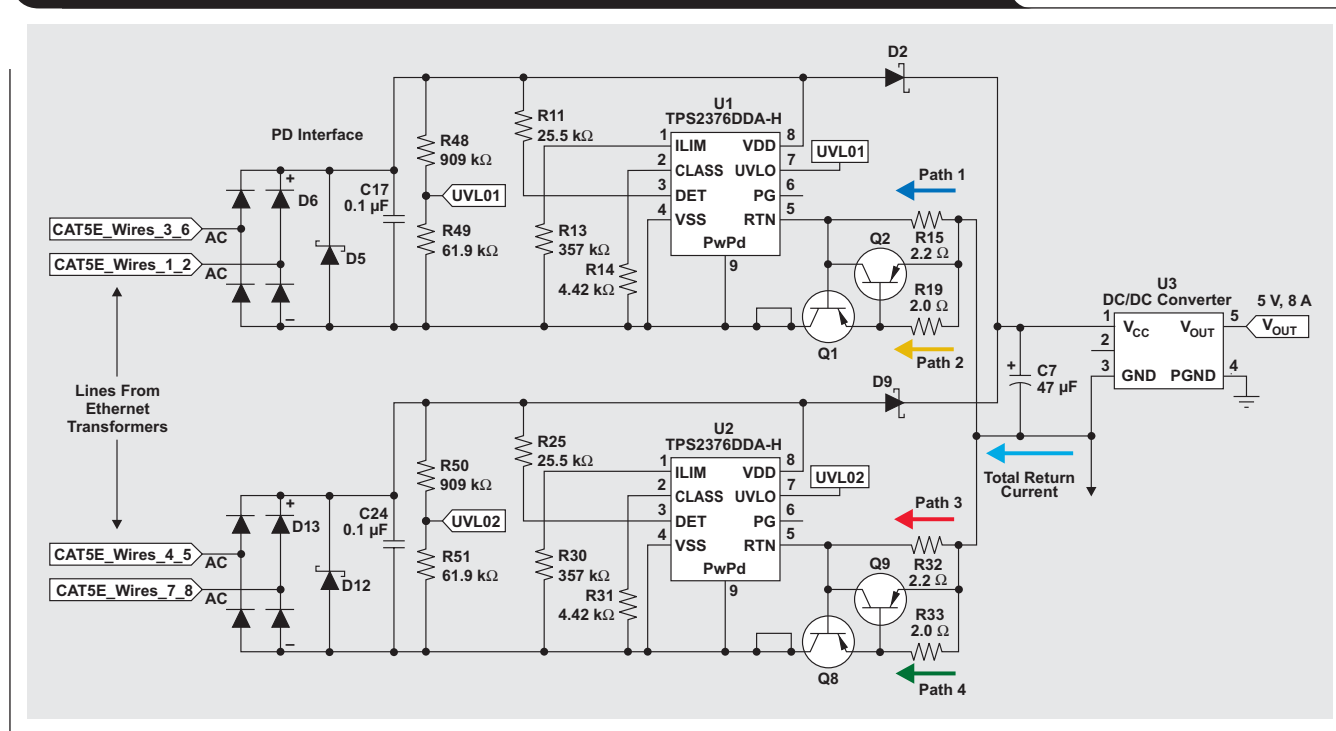 D2
U1
TPS2376DDA-H
PD Interface
R48
909 kΩ
R11
25.5 kΩ
1
ILIM
VDD
8
2
CLASS
UVLO
7
UVL01
3
DET
PG
6
4
VSS
RTN
5
PwPd
9
Path 1
+
D6
C17
0.1 µF
UVL01
CAT5E_Wires_3_6
AC
R49
61.9 kΩ
R13
357 kΩ
Q2
R15
2.2 Ω
D5
CAT5E_Wires_1_2
AC
R14
4.42 kΩ
R19
2.0 Ω
U3
DC/DC Converter
5 V, 8 A
1
VCC
VOUT
5
VOUT
2
3
GND
PGND
4
–
Q1
Path 2
+
C7
47 µF
Lines From
Ethernet
Transformers
D9
U2
TPS2376DDA-H
R50
909 kΩ
R25
25.5 kΩ
1
ILIM
VDD
8
2
CLASS
UVLO
7
UVL02
3
DET
PG
6
4
VSS
RTN
5
PwPd
9
Total Return
Current
Path 3
+
D13
C24
0.1 µF
UVL02
CAT5E_Wires_4_5
AC
R51
61.9 kΩ
R30
357 kΩ
Q9
R32
2.2 Ω
D12
CAT5E_Wires_7_8
AC
R31
4.42 kΩ
R33
2.0 Ω
–
Q8
Path 4